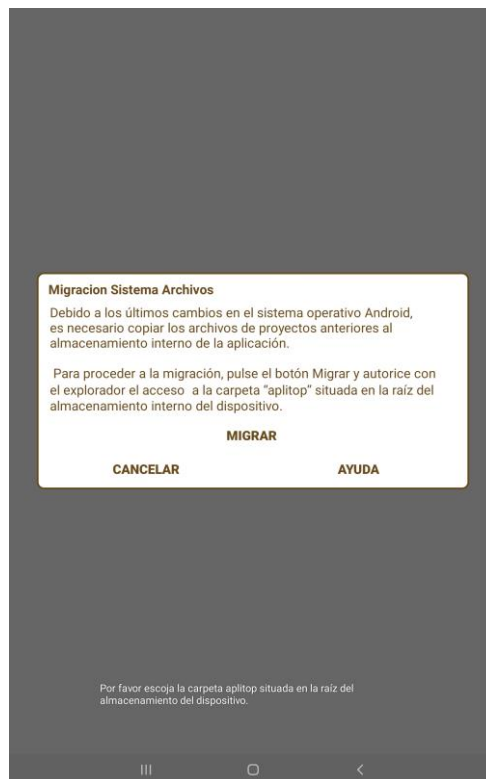 Migracion Sistema Archivos
Debido a los últimos cambios en el sistema operativo Android,
es necesario copiar los archivos de proyectos anteriores al
almacenamiento interno de la aplicación.
Para proceder a la migración, pulse el botón Migrar y autorice con
el explorador el acceso a la carpeta "aplitop" situada en la raíz del
almacenamiento interno del dispositivo.
MIGRAR
CANCELAR AYUDA
Por favor escoja la carpeta aplitop situada en la raíz del
almacenamiento del dispositivo.